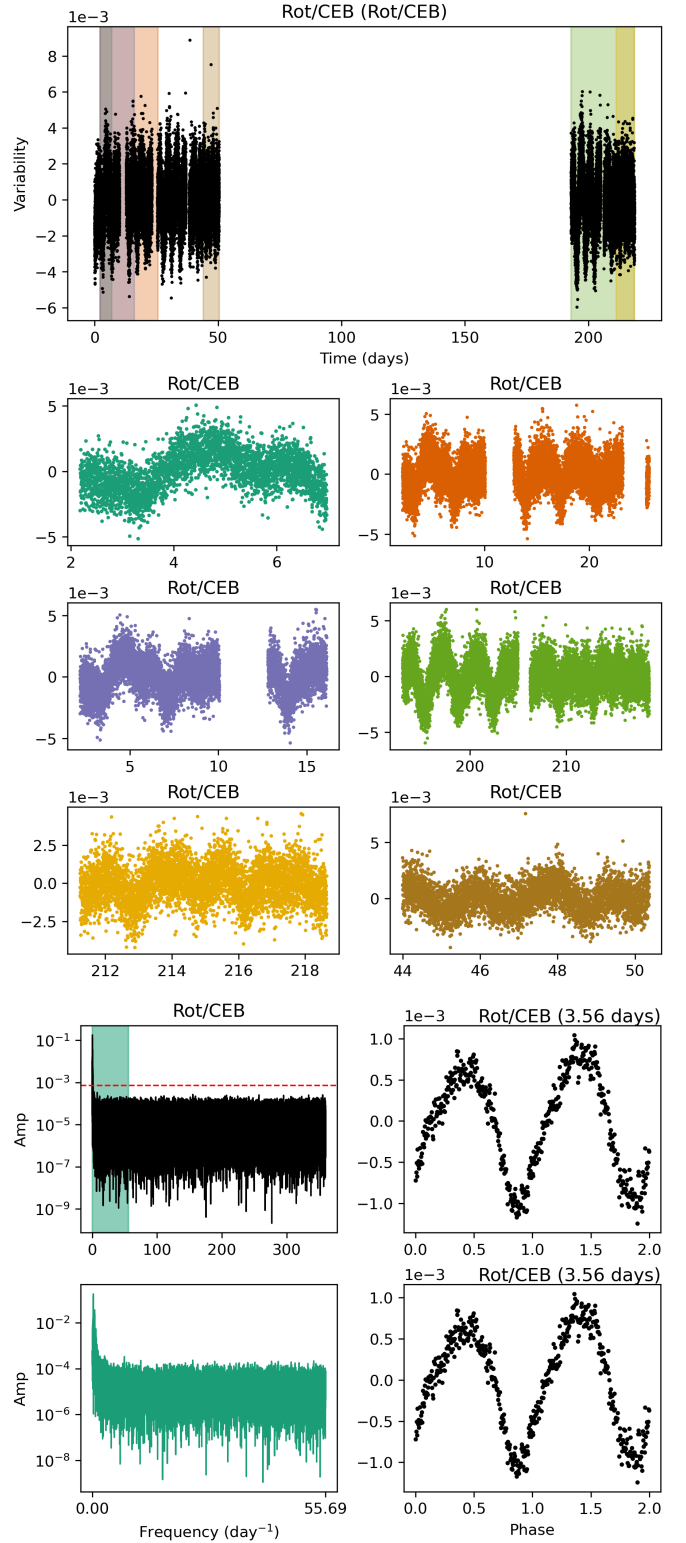 Rot/CEB (Rot/CEB)
1e−3
8
6
4
2
0
−2
−4
−6
Variability
0 50 100 150 200
Time (days)
1e−3 Rot/CEB 1e−3 Rot/CEB
5 5
0 0
−5 −5
2 4 6 10 20
1e−3 Rot/CEB 1e−3 Rot/CEB
5 5
0 0
−5 −5
5 10 15 200 210
1e−3 Rot/CEB 1e−3 Rot/CEB
2.5 5
0.0 0
−2.5
212 214 216 218 44 46 48 50
Rot/CEB 1e−3 Rot/CEB (3.56 days)
10−1 1.0
10−3 0.5
10−5 0.0
10−7 −0.5
10−9 −1.0
Amp
0 100 200 300 0.0 0.5 1.0 1.5 2.0
1e−3 Rot/CEB (3.56 days)
10−2 1.0
10−4 0.5
10−6 0.0
10−8 −0.5
−1.0
Amp
0.00 55.69 0.0 0.5 1.0 1.5 2.0
Frequency (day−1) Phase